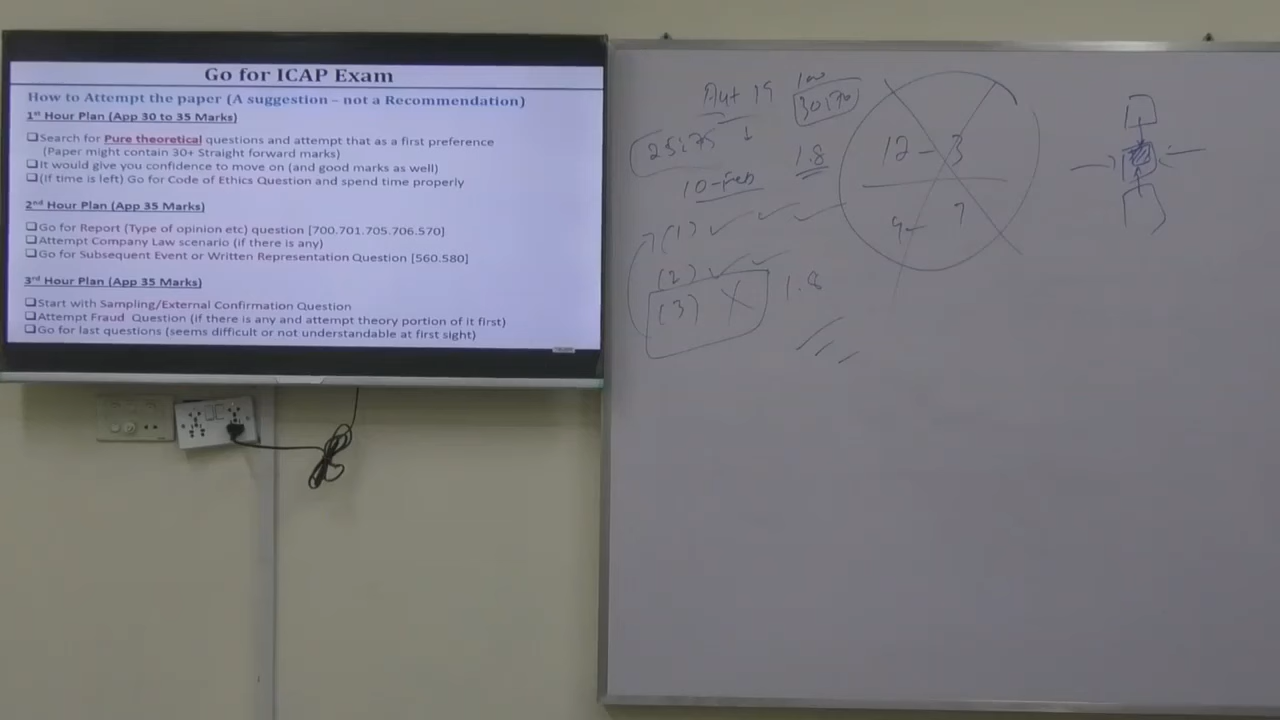 Go for ICAP Exam
How to Attempt the paper (A suggestion – not a Recommendation)
1st Hour Plan (App 30 to 35 Marks)
❑Search for Pure theoretical questions and attempt that as a first preference
(Paper might contain 30+ Straight forward marks)
❑It would give you confidence to move on (and good marks as well)
❑(If time is left) Go for Code of Ethics Question and spend time properly
2nd Hour Plan (App 35 Marks)
❑Go for Report (Type of opinion etc) question [700.701.705.706.570]
❑Attempt Company Law scenario (if there is any)
❑Go for Subsequent Event or Written Representation Question [560.580]
3rd Hour Plan (App 35 Marks)
❑Start with Sampling/External Confirmation Question
❑Attempt Fraud Question (if there is any and attempt theory portion of it first)
❑Go for last questions (seems difficult or not understandable at first sight)
Aut 19
100
30:70
25:75
1.8
10-Feb
12 – 3
7
(1)
(2)
(3)
1.8